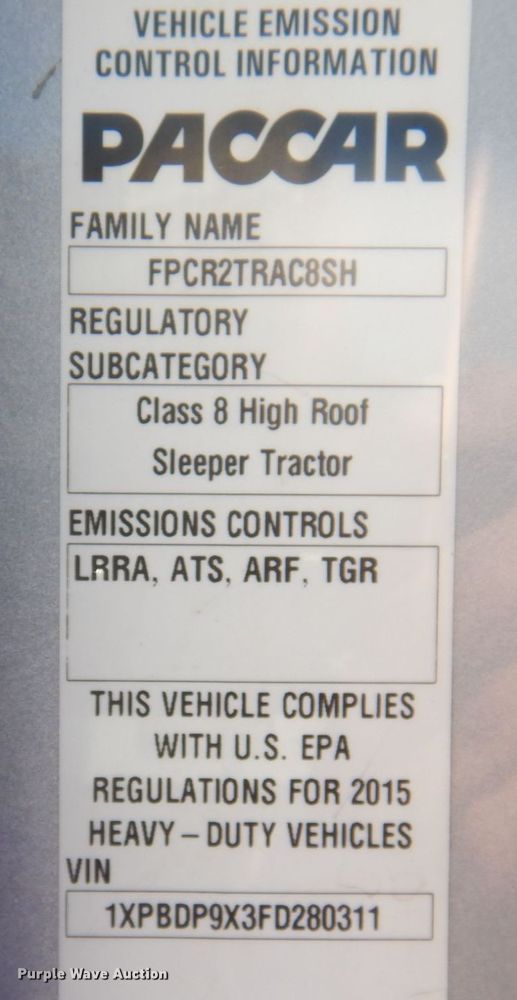 VEHICLE EMISSION
CONTROL INFORMATION
PACCAR
FAMILY NAME
FPCR2TRAC8SH
REGULATORY
SUBCATEGORY
Class 8 High Roof
Sleeper Tractor
EMISSIONS CONTROLS
LRRA, ATS, ARF, TGR
THIS VEHICLE COMPLIES
WITH U.S. EPA
REGULATIONS FOR 2015
HEAVY – DUTY VEHICLES
VIN
1XPBDP9X3FD280311
Purple Wave Auction